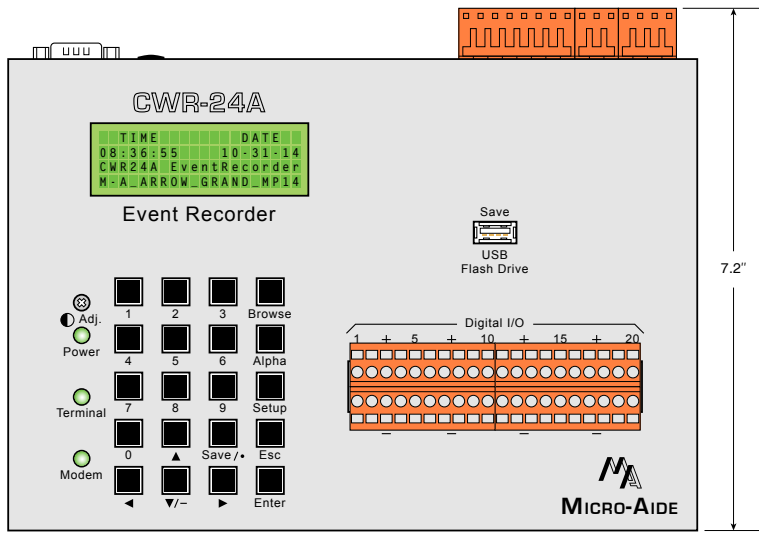 CWR-24A
TIME DATE
08:36:55 10-31-14
CWR24A EventRecorder
M-A_ARROW_GRAND_MP14
Event Recorder
Save
USB
Flash Drive
7.2"
1 2 3 Browse
Adj.
Power
4 5 6 Alpha
Terminal
7 8 9 Setup
Modem
0 ▲ Save/• Esc
◄ ▼/– ► Enter
Digital I/O
1 + 5 + 10 + 15 + 20
– – – –
MA
MICRO-AIDE